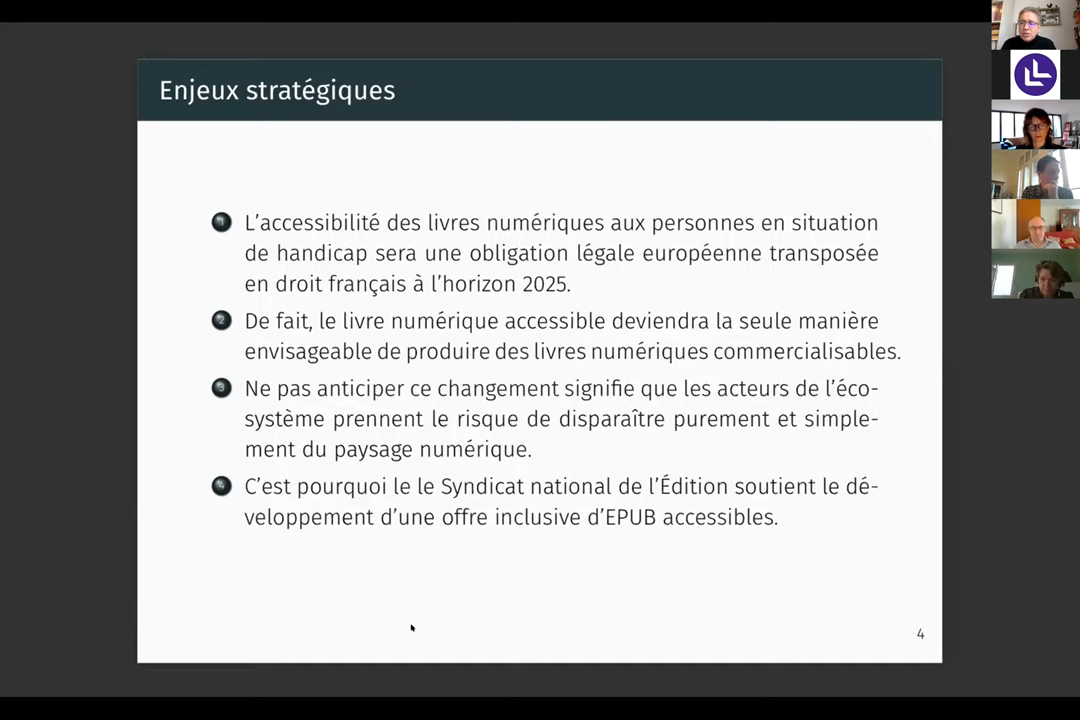 Enjeux stratégiques
1 L’accessibilité des livres numériques aux personnes en situation
de handicap sera une obligation légale européenne transposée
en droit français à l’horizon 2025.
2 De fait, le livre numérique accessible deviendra la seule manière
envisageable de produire des livres numériques commercialisables.
3 Ne pas anticiper ce changement signifie que les acteurs de l’éco-
système prennent le risque de disparaître purement et simple-
ment du paysage numérique.
4 C’est pourquoi le le Syndicat national de l’Édition soutient le dé-
veloppement d’une offre inclusive d’EPUB accessibles.
4